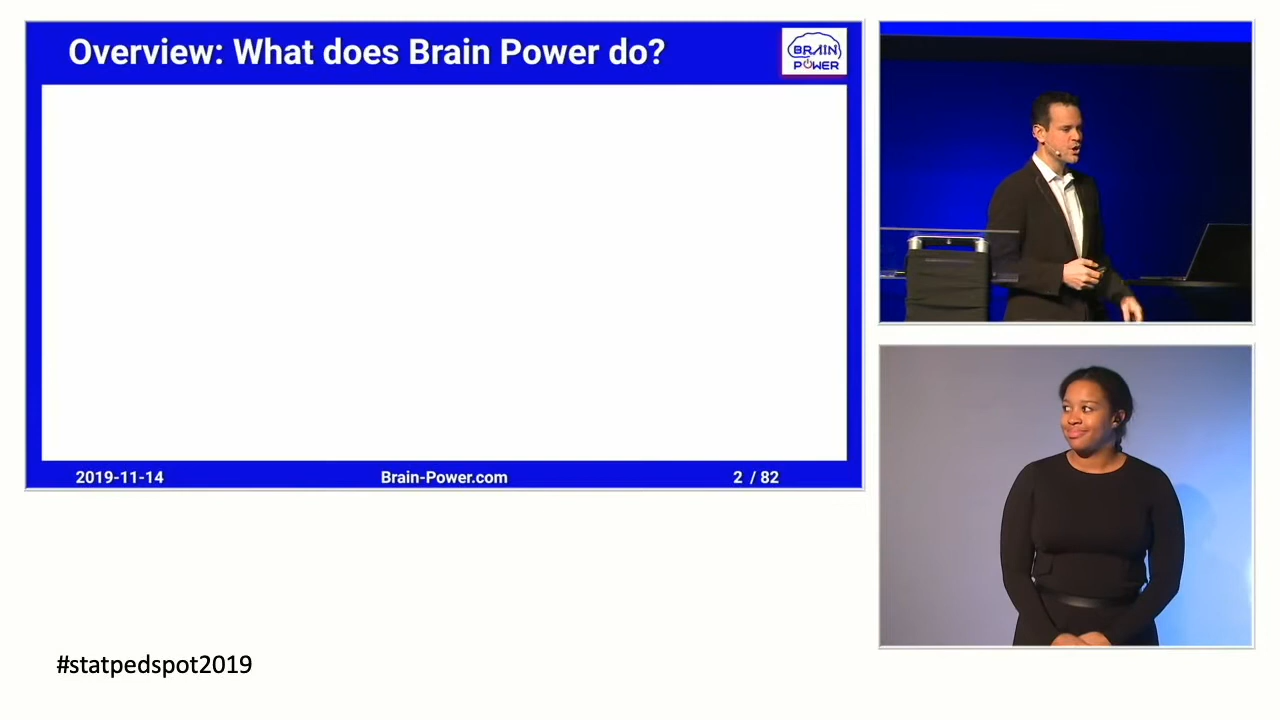 Overview: What does Brain Power do?
BRAIN
POWER
2019-11-14
Brain-Power.com
2 / 82
#statpedspot2019